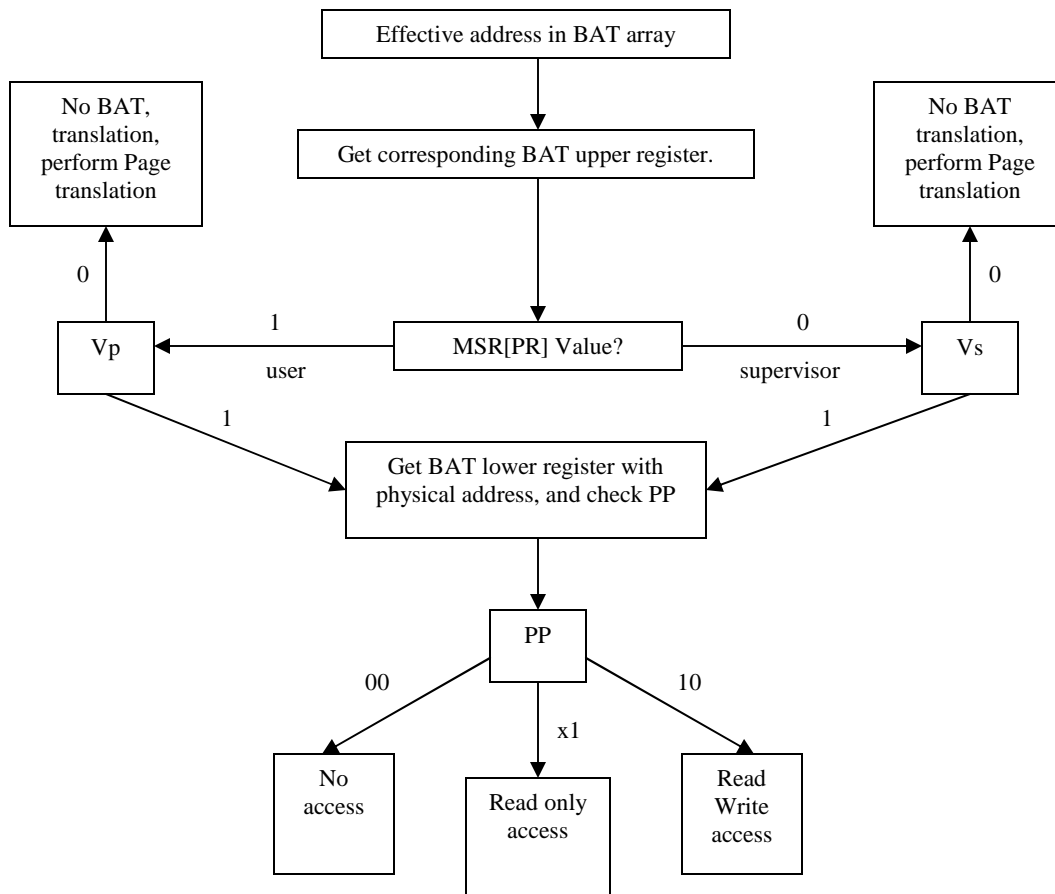 Effective address in BAT array
No BAT,
translation,
perform Page
translation
No BAT
translation,
perform Page
translation
Get corresponding BAT upper register.
0
0
1
0
Vp
MSR[PR] Value?
Vs
user
supervisor
1
1
Get BAT lower register with
physical address, and check PP
PP
00
10
x1
No
access
Read only
access
Read
Write
access